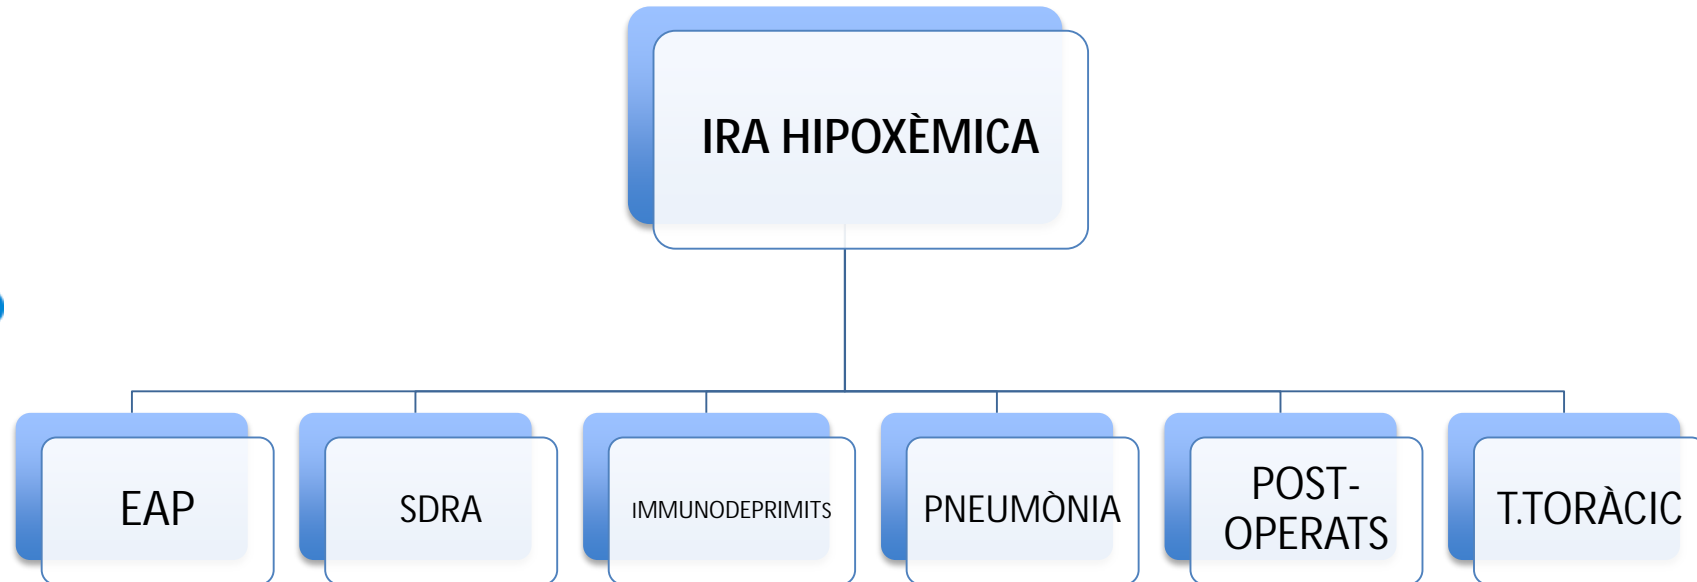 IRA HIPOXÈMICA
EAP
SDRA
IMMUNODEPRIMITS
PNEUMÒNIA
POST-
OPERATS
T.TORÀCIC